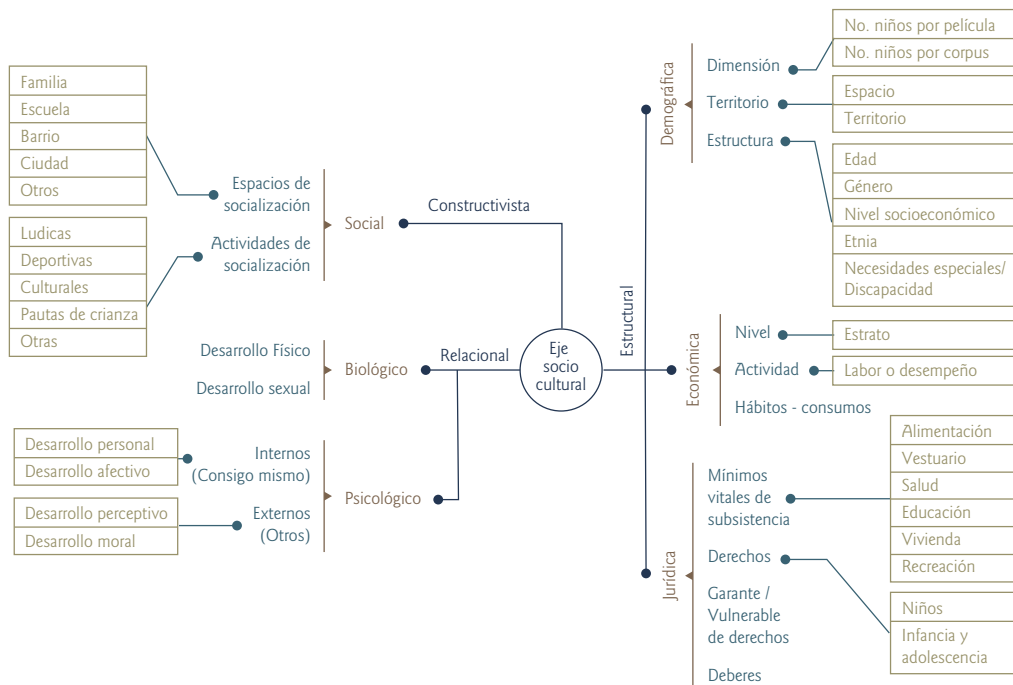 Familia
Escuela
Barrio
Ciudad
Otros
Ludicas
Deportivas
Culturales
Pautas de crianza
Otras
Espacios de
socialización
Actividades de
socialización
Social
Constructivista
Desarrollo Físico
Desarrollo sexual
Biológico
Relacional
Desarrollo personal
Desarrollo afectivo
Desarrollo perceptivo
Desarrollo moral
Internos
(Consigo mismo)
Externos
(Otros)
Psicológico
Eje
socio
cultural
Estructural
Demográfica
Dimensión
Territorio
Estructura
No. niños por película
No. niños por corpus
Espacio
Territorio
Edad
Género
Nivel socioeconómico
Etnia
Necesidades especiales/
Discapacidad
Económica
Nivel
Actividad
Hábitos - consumos
Estrato
Labor o desempeño
Jurídica
Mínimos
vitales de
subsistencia
Derechos
Garante /
Vulnerable
de derechos
Deberes
Alimentación
Vestuario
Salud
Educación
Vivienda
Recreación
Niños
Infancia y
adolescencia